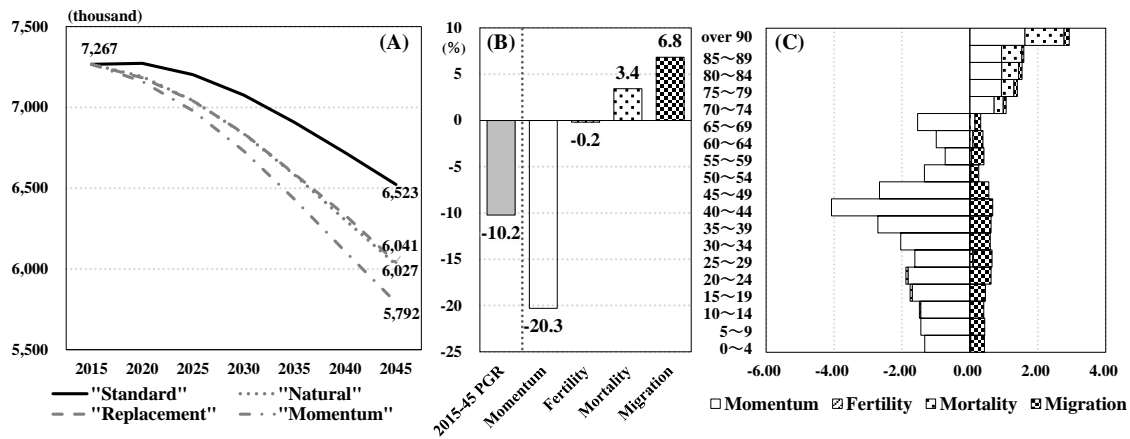 (thousand)
7,500
7,000
6,500
6,000
5,500
(A)
7,267
6,523
6,041
6,027
5,792
2015 2020 2025 2030 2035 2040 2045
"Standard" "Natural"
"Replacement" "Momentum"
10
(%)
5
0
-5
-10
-15
-20
-25
(B)
6.8
3.4
-0.2
-10.2
-20.3
2015-45 PGR
Momentum
Fertility
Mortality
Migration
(C)
over 90
85～89
80～84
75～79
70～74
65～69
60～64
55～59
50～54
45～49
40～44
35～39
30～34
25～29
20～24
15～19
10～14
5～9
0～4
-6.00 -4.00 -2.00 0.00 2.00 4.00
Momentum Fertility Mortality Migration